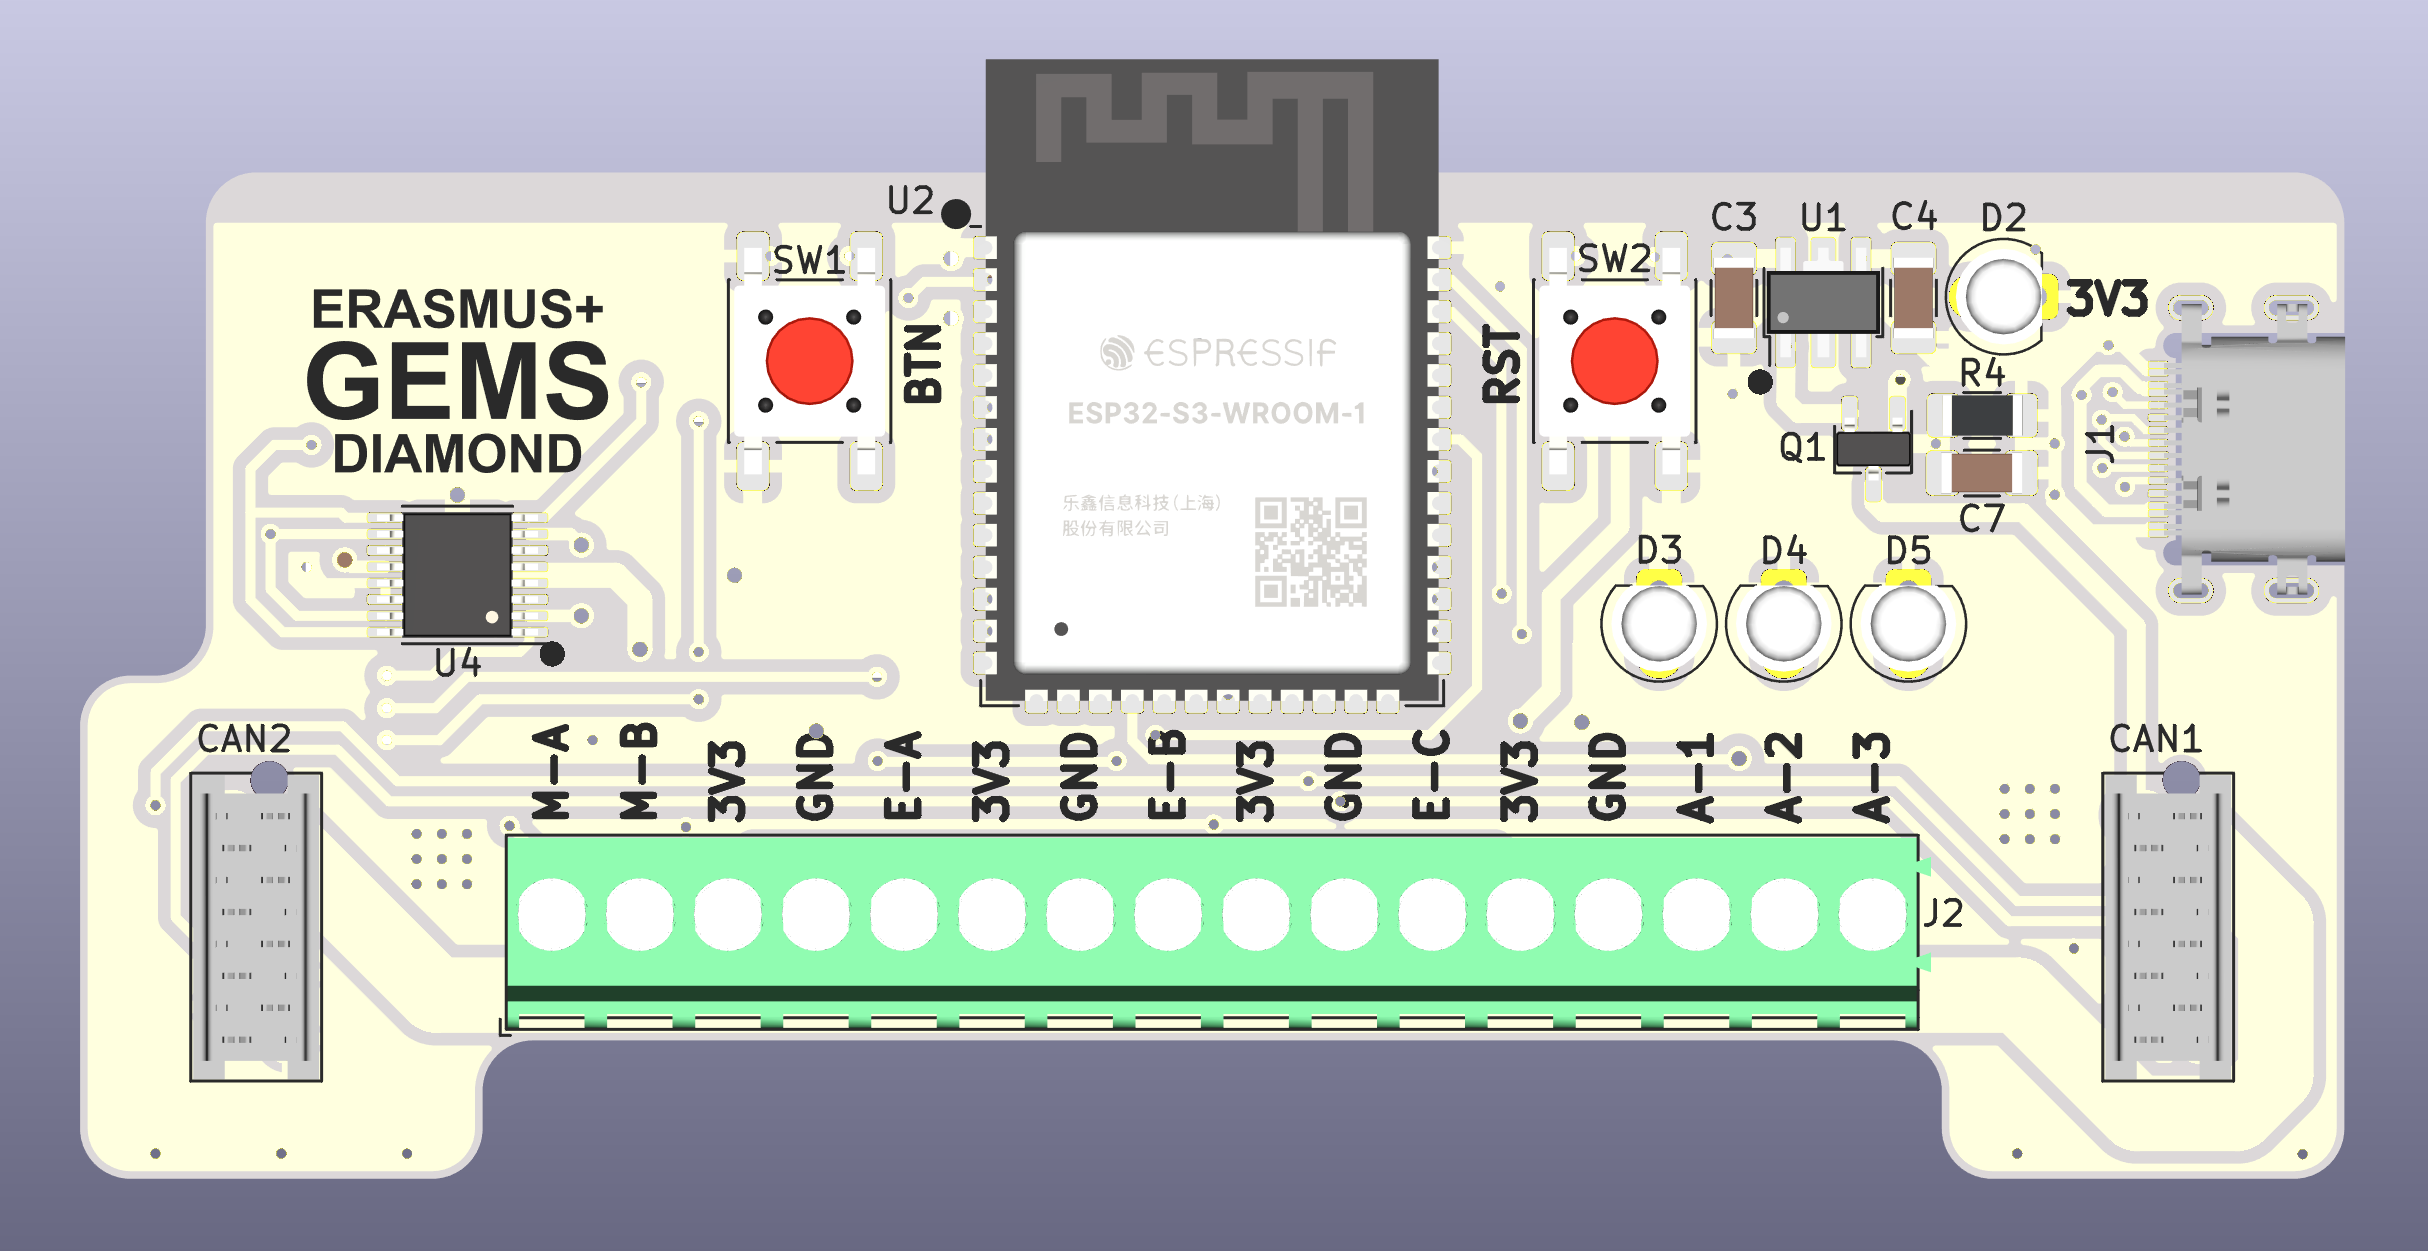 U2
C3
U1
C4
D2
SW1
SW2
3V3
ERASMUS+
GEMS
DIAMOND
BTN
RST
ESPRESSIF
ESP32-S3-WROOM-1
乐鑫信息科技(上海)
股份有限公司
R4
Q1
J1
C7
D3
D4
D5
U4
CAN2
M-A
M-B
3V3
GND
E-A
3V3
GND
E-B
3V3
GND
E-C
3V3
GND
A-1
A-2
A-3
CAN1
J2